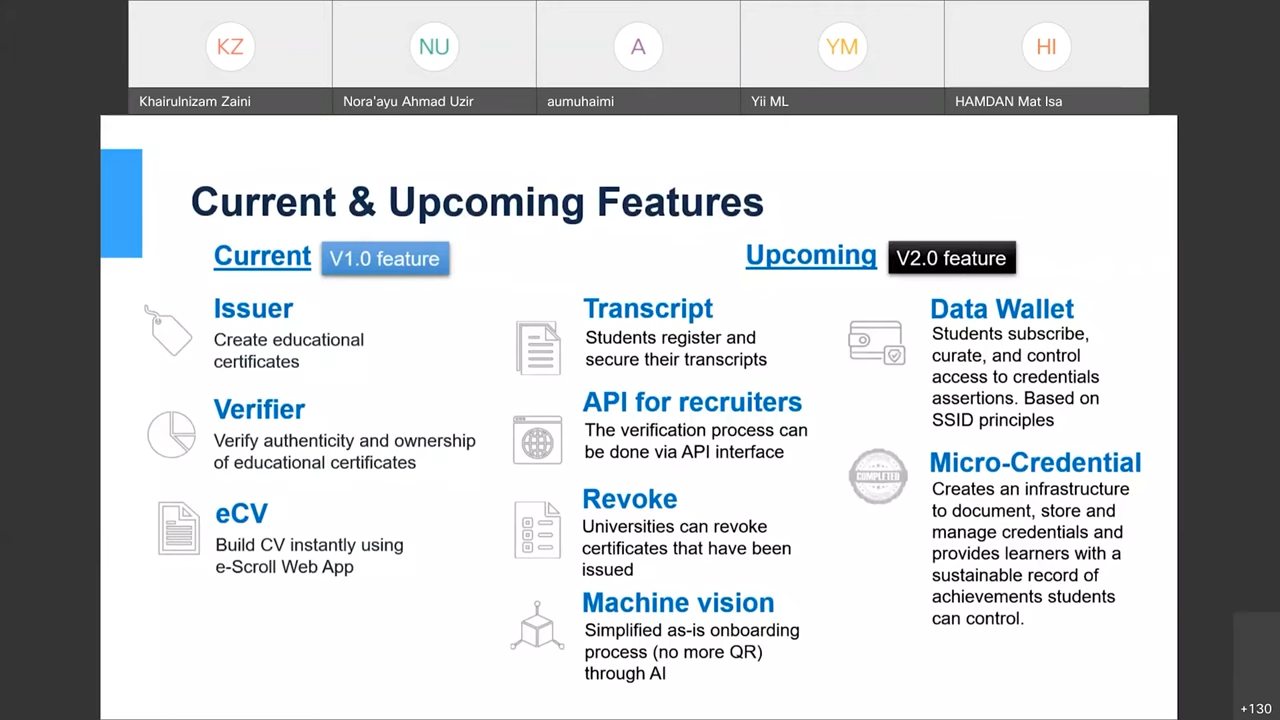 KZ
NU
A
YM
HI
Khairulnizam Zaini
Nora'ayu Ahmad Uzir
aumuhaimi
Yii ML
HAMDAN Mat Isa
Current & Upcoming Features
Current
V1.0 feature
Issuer
Create educational
certificates
Verifier
Verify authenticity and ownership
of educational certificates
eCV
Build CV instantly using
e-Scroll Web App
Upcoming
V2.0 feature
Transcript
Students register and
secure their transcripts
API for recruiters
The verification process can
be done via API interface
Revoke
Universities can revoke
certificates that have been
issued
Machine vision
Simplified as-is onboarding
process (no more QR)
through AI
Data Wallet
Students subscribe,
curate, and control
access to credentials
assertions. Based on
SSID principles
COMPLETED
Micro-Credential
Creates an infrastructure
to document, store and
manage credentials and
provides learners with a
sustainable record of
achievements students
can control.
+130